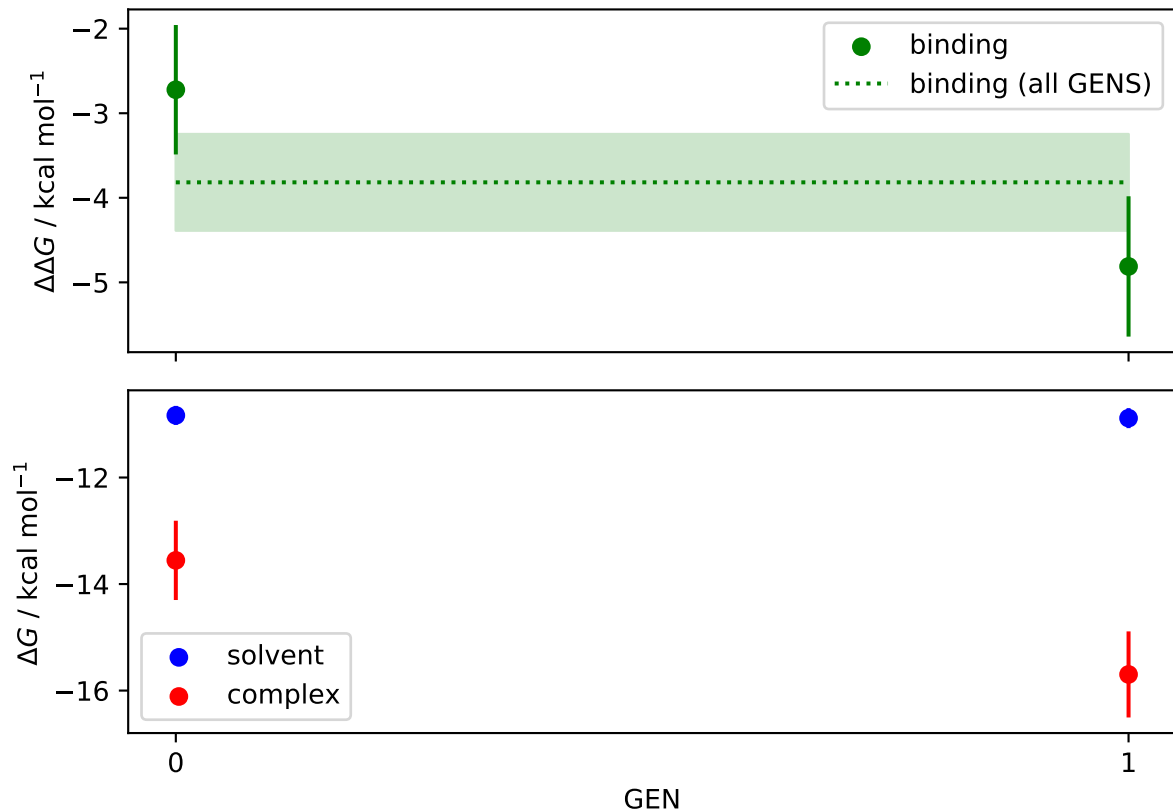 −2
−3
−4
−5
ΔΔG / kcal mol⁻¹
binding
binding (all GENS)
−12
−14
−16
ΔG / kcal mol⁻¹
solvent
complex
0
1
GEN